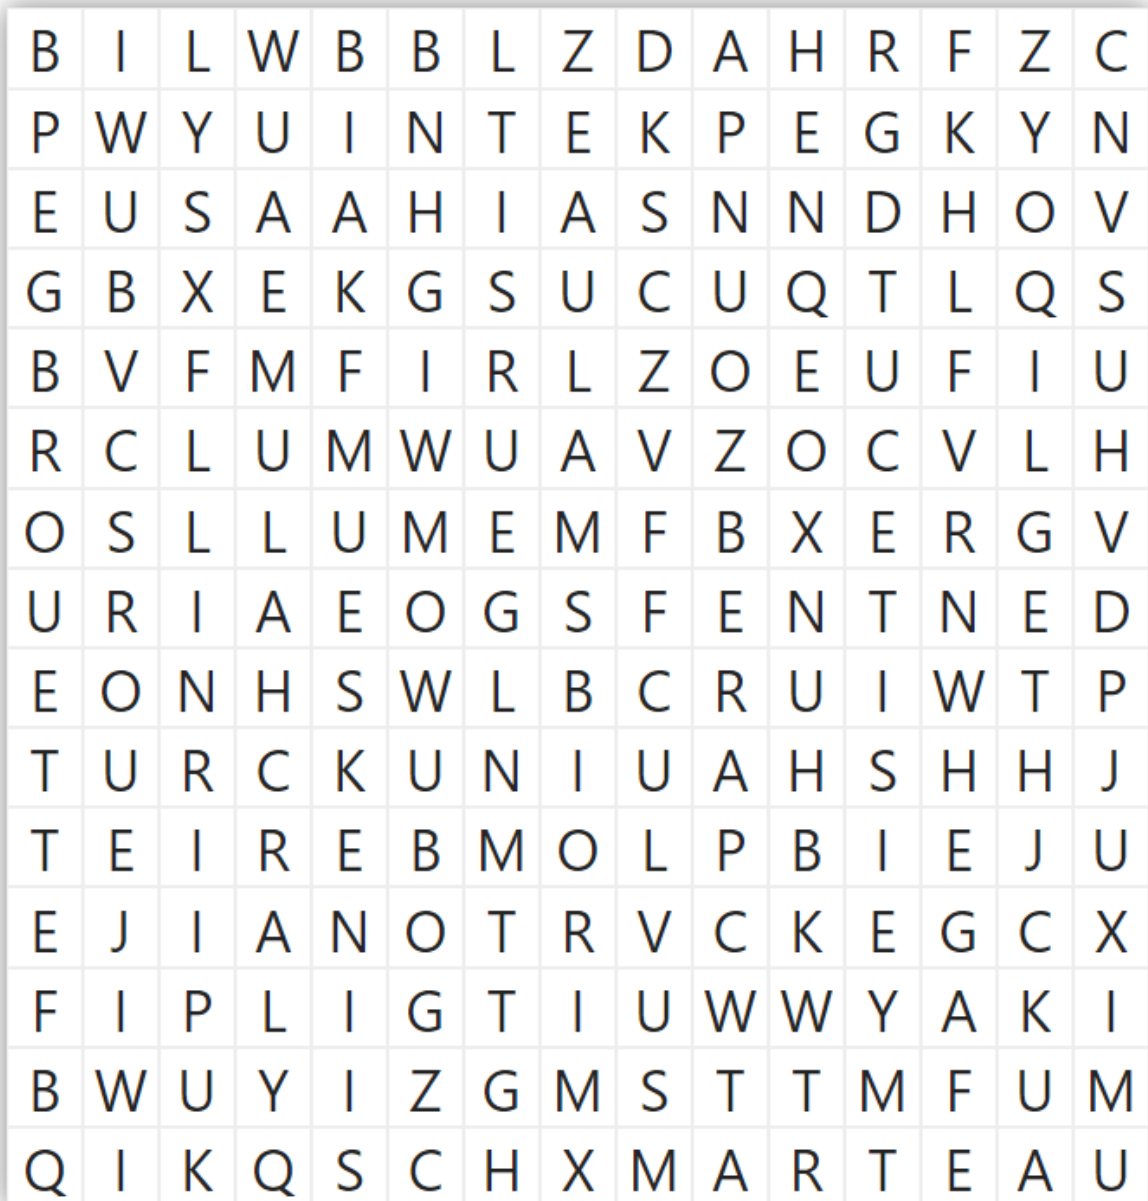 B I L W B B L Z D A H R F Z C
P W Y U I N T E K P E G K Y N
E U S A A H I A S N N D H O V
G B X E K G S U C U Q T L Q S
B V F M F I R L Z O E U F I U
R C L U M W U A V Z O C V L H
O S L L U M E M F B X E R G V
U R I A E O G S F E N T N E D
E O N H S W L B C R U I W T P
T U R C K U N I U A H S H H J
T E I R E B M O L P B I E J U
E J I A N O T R V C K E G C X
F I P L I G T I U W W Y A K I
B W U Y I Z G M S T T M F U M
Q I K Q S C H X M A R T E A U